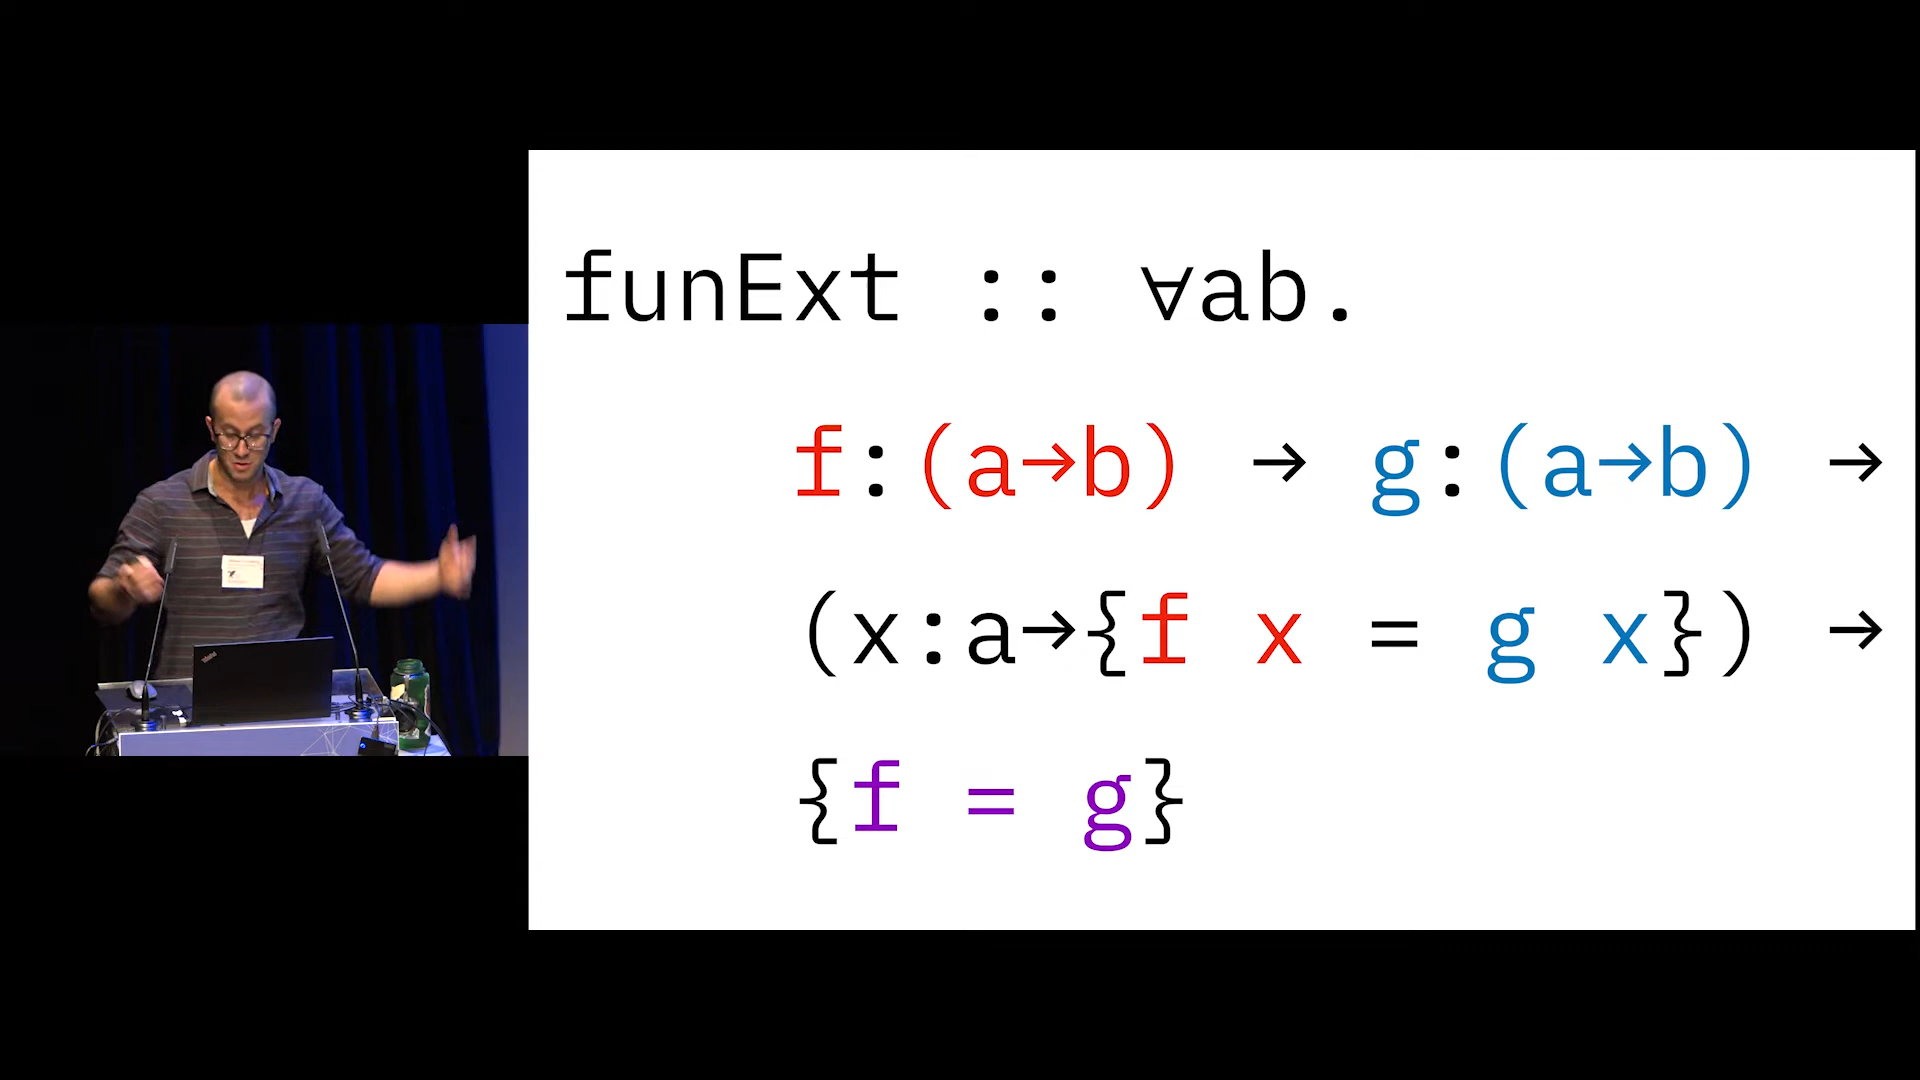 funExt :: ∀ab.
f:(a→b) → g:(a→b) →
(x:a→{f x = g x}) →
{f = g}